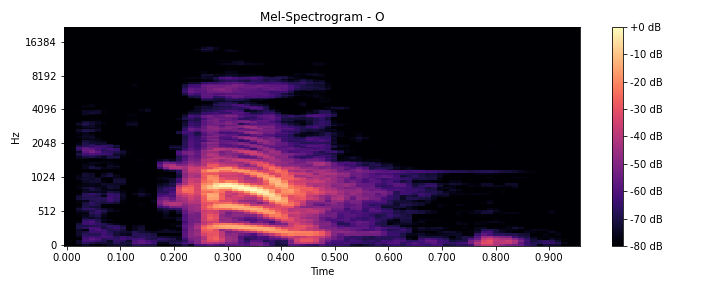 Mel-Spectrogram - O
+0 dB
16384
-10 dB
8192
-20 dB
4096
-30 dB
Hz
2048
-40 dB
-50 dB
1024
-60 dB
512
-70 dB
0
-80 dB
0.000 0.100 0.200 0.300 0.400 0.500 0.600 0.700 0.800 0.900
Time